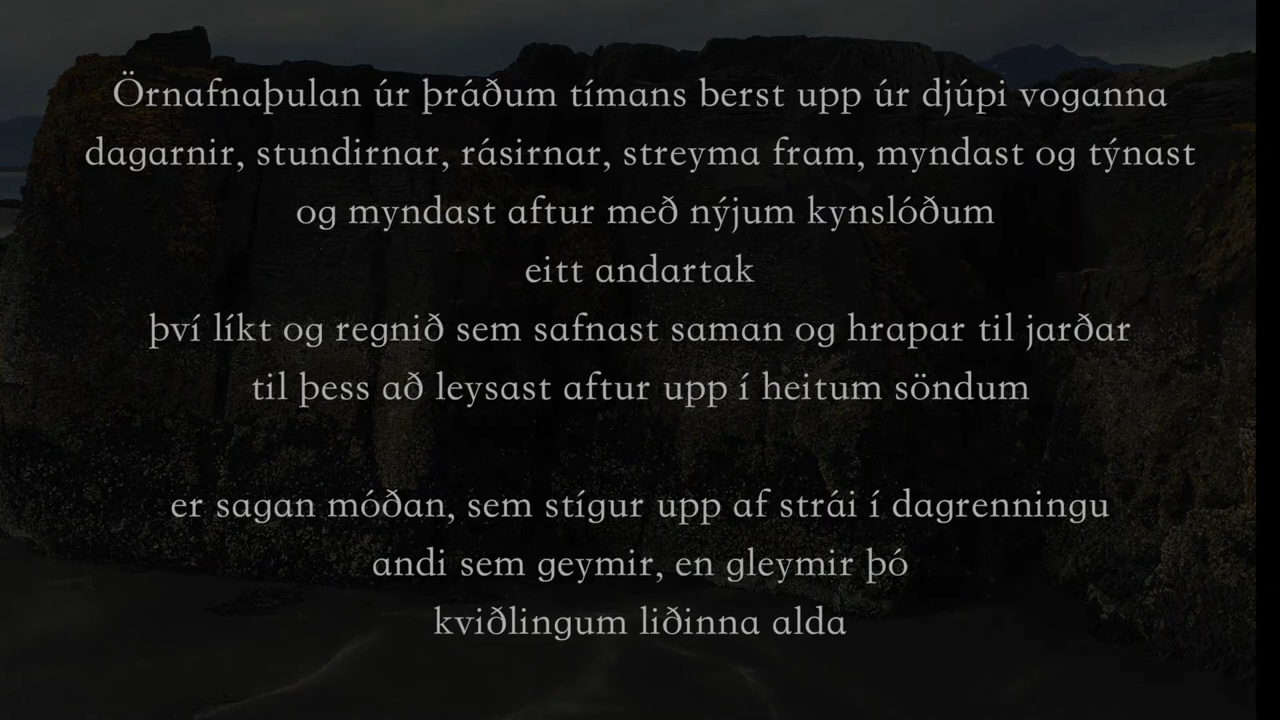 Örnafnaþulan úr þráðum tímans berst upp úr djúpi voganna
dagarnir, stundirnar, rásirnar, streyma fram, myndast og týnast
og myndast aftur með nýjum kynslóðum
eitt andartak
því líkt og regnið sem safnast saman og hrapar til jarðar
til þess að leysast aftur upp í heitum söndum
er sagan móðan, sem stígur upp af strái í dagrenningu
andi sem geymir, en gleymir þó
kviðlingum liðinna alda